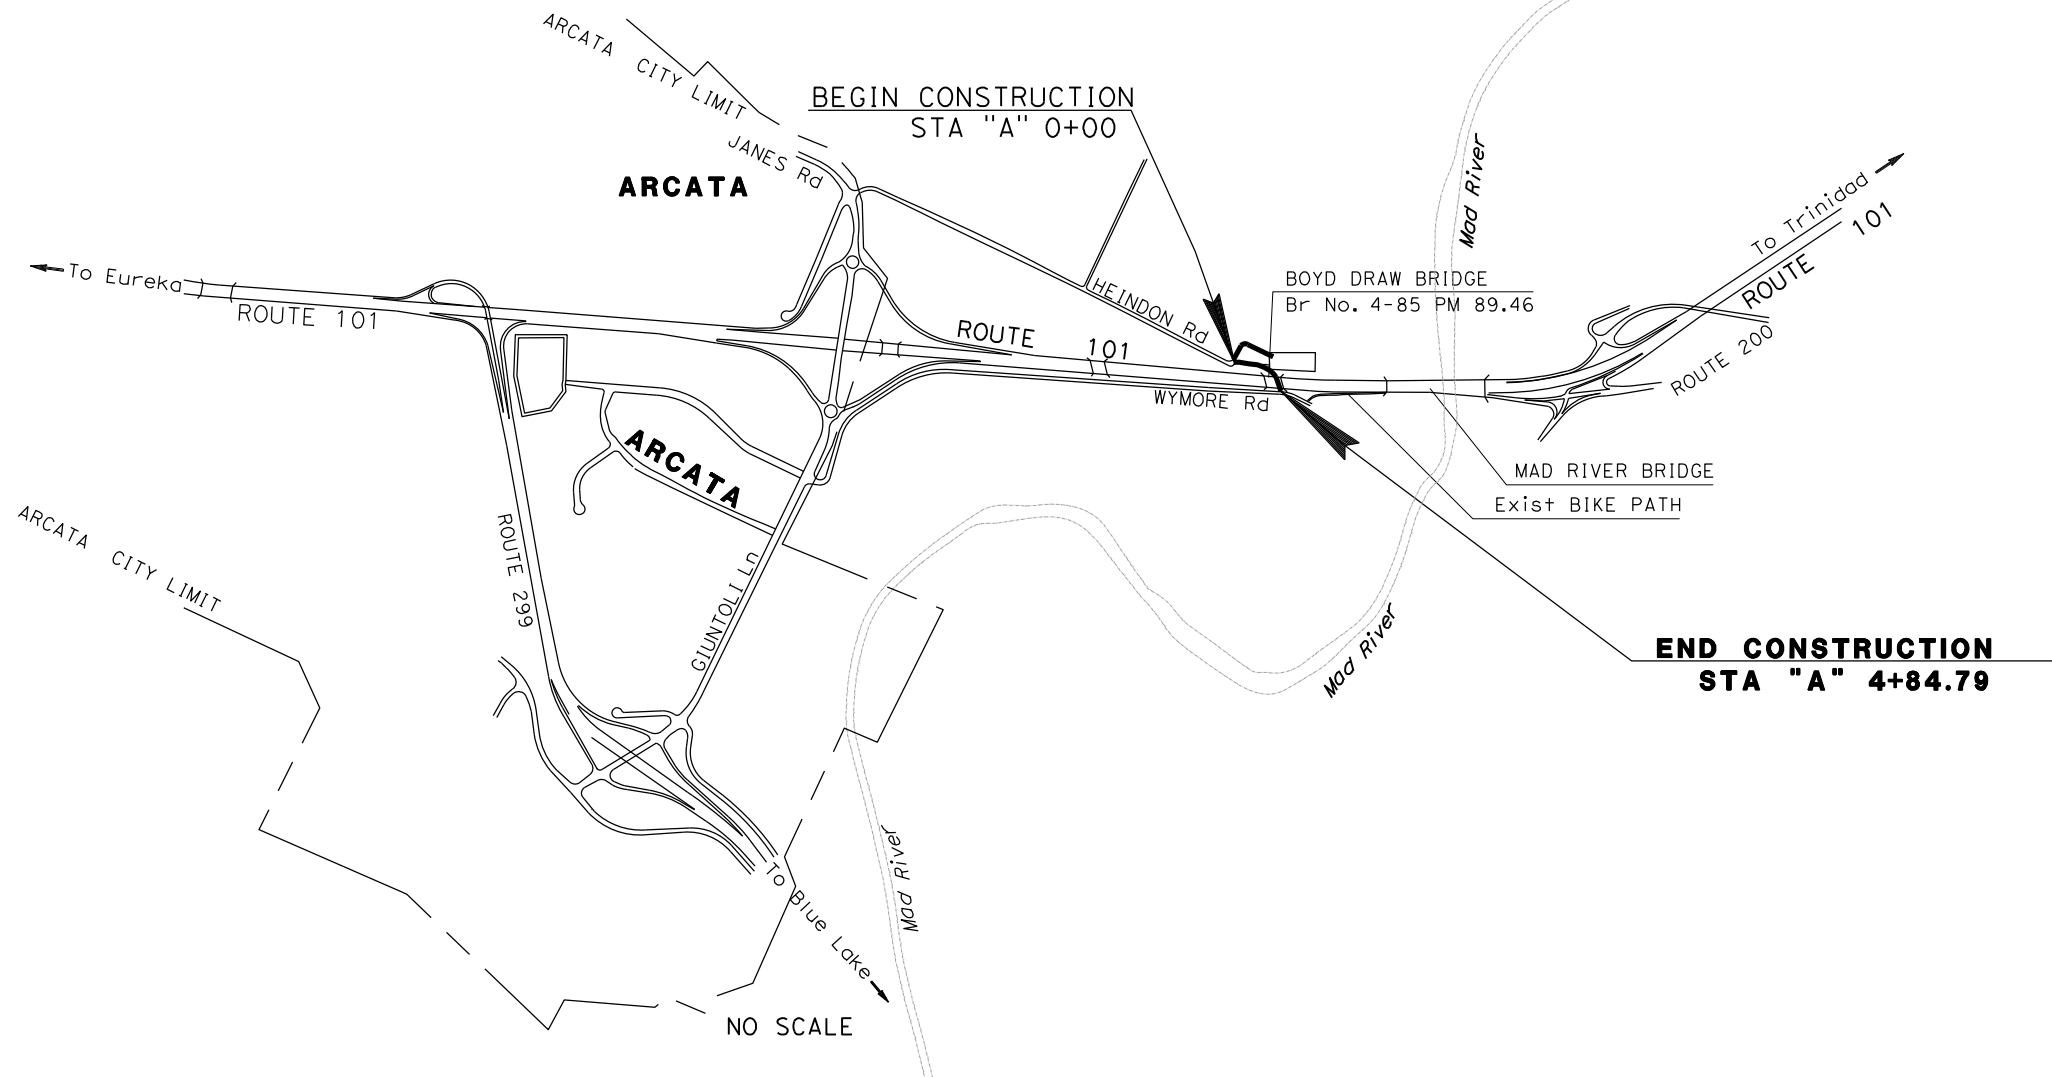 ARCATA CITY LIMIT
BEGIN CONSTRUCTION
STA "A" 0+00
JANES Rd
ARCATA
Mad River
To Trinidad
ROUTE 101
To Eureka
ROUTE 101
HEINDON Rd
BOYD DRAW BRIDGE
Br No. 4-85 PM 89.46
ROUTE 101
ROUTE 200
WYMORE Rd
ARCATA
MAD RIVER BRIDGE
Exist BIKE PATH
ARCATA CITY LIMIT
ROUTE 299
GIUNTOLI Ln
Mad River
END CONSTRUCTION
STA "A" 4+84.79
Mad River
To Blue Lake
NO SCALE